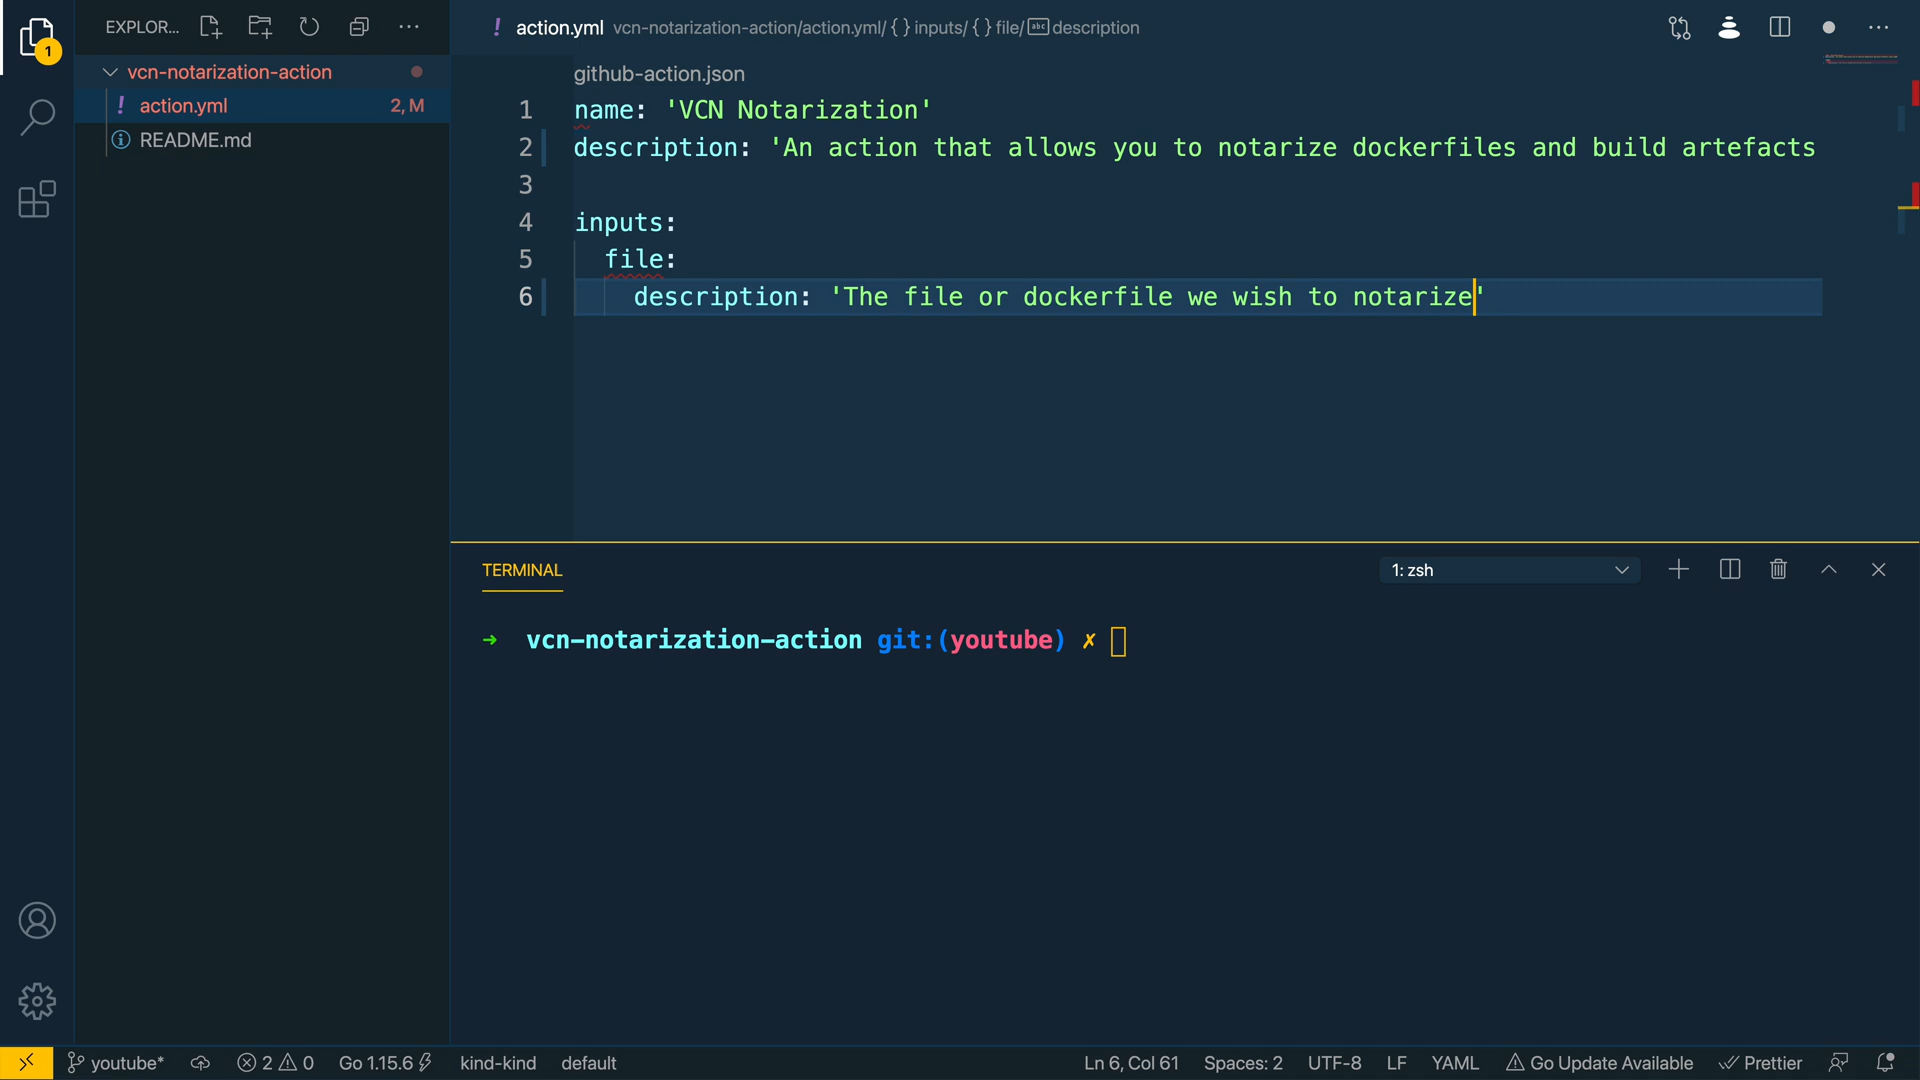 1
EXPLOR...
! action.yml vcn-notarization-action/action.yml/ {} inputs/ {} file/ abc description
vcn-notarization-action
! action.yml 2, M
README.md
github-action.json
1 name: 'VCN Notarization'
2 description: 'An action that allows you to notarize dockerfiles and build artefacts
3
4 inputs:
5 file:
6 description: 'The file or dockerfile we wish to notarize'
TERMINAL
1: zsh
➜ vcn-notarization-action git:(youtube) ✗
youtube* 2 0 Go 1.15.6 kind-kind default Ln 6, Col 61 Spaces: 2 UTF-8 LF YAML Go Update Available Prettier